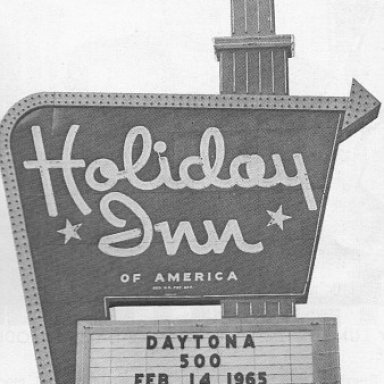 Holiday
Inn
OF AMERICA
DAYTONA
500
FEB 14 1965